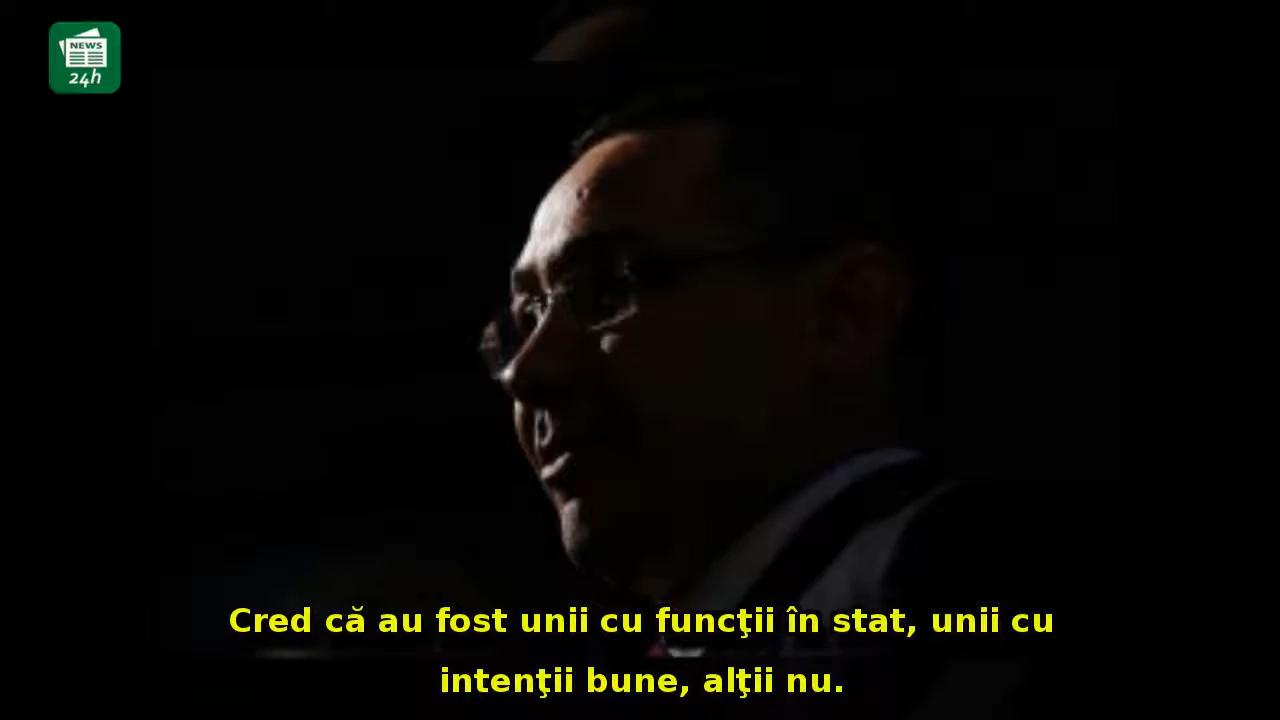 NEWS
24h
Cred că au fost unii cu funcţii în stat, unii cu
intenţii bune, alţii nu.